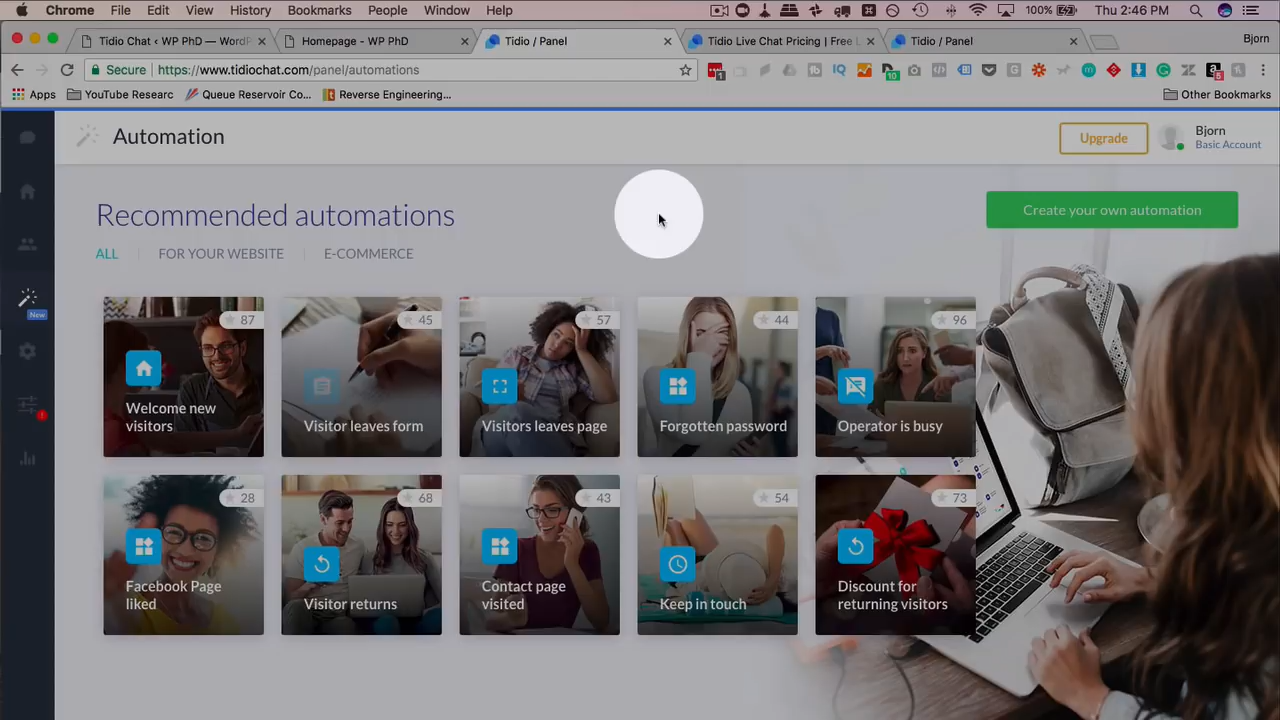 Chrome File Edit View History Bookmarks People Window Help 100% Thu 2:46 PM
Tidio Chat ‹ WP PhD — WordP Homepage - WP PhD Tidio / Panel Tidio Live Chat Pricing | Free L Tidio / Panel Bjorn
Secure https://www.tidiochat.com/panel/automations 1 10 5
Apps YouTube Researc Queue Reservoir Co... Reverse Engineering... Other Bookmarks
Automation Upgrade Bjorn
Basic Account
Recommended automations Create your own automation
ALL FOR YOUR WEBSITE E-COMMERCE
New
87 45 57 44 96
Welcome new
visitors
Visitor leaves form
Visitors leaves page
Forgotten password
Operator is busy
28 68 43 54 73
Facebook Page
liked
Visitor returns
Contact page
visited
Keep in touch
Discount for
returning visitors